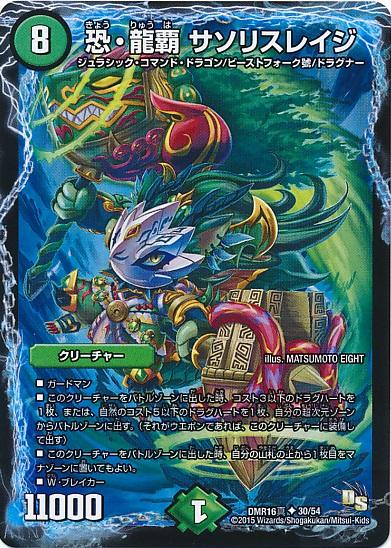 8
きょう りゅう は
恐・龍覇 サソリスレイジ
ジュラシック・コマンド・ドラゴン/ビーストフォーク號/ドラグナー
クリーチャー
illus. MATSUMOTO EIGHT
■ ガードマン
■ このクリーチャーをバトルゾーンに出した時、コスト3以下のドラグハートを
1枚、または、自然のコスト5以下のドラグハートを1枚、自分の超次元ゾーン
からバトルゾーンに出す。(それがウエポンであれば、このクリーチャーに装備し
て出す)
■ このクリーチャーをバトルゾーンに出した時、自分の山札の上から1枚目をマ
ナゾーンに置いてもよい。
■ W・ブレイカー
11000
1
DS
DMR16真 30/54
©2015 Wizards/Shogakukan/Mitsui-Kids